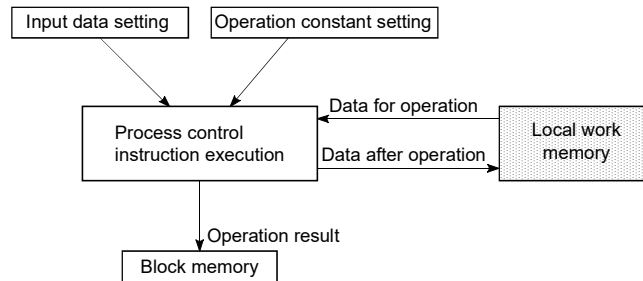 Input data setting
Operation constant setting
Data for operation
Process control
instruction execution
Local work
memory
Data after operation
Operation result
Block memory